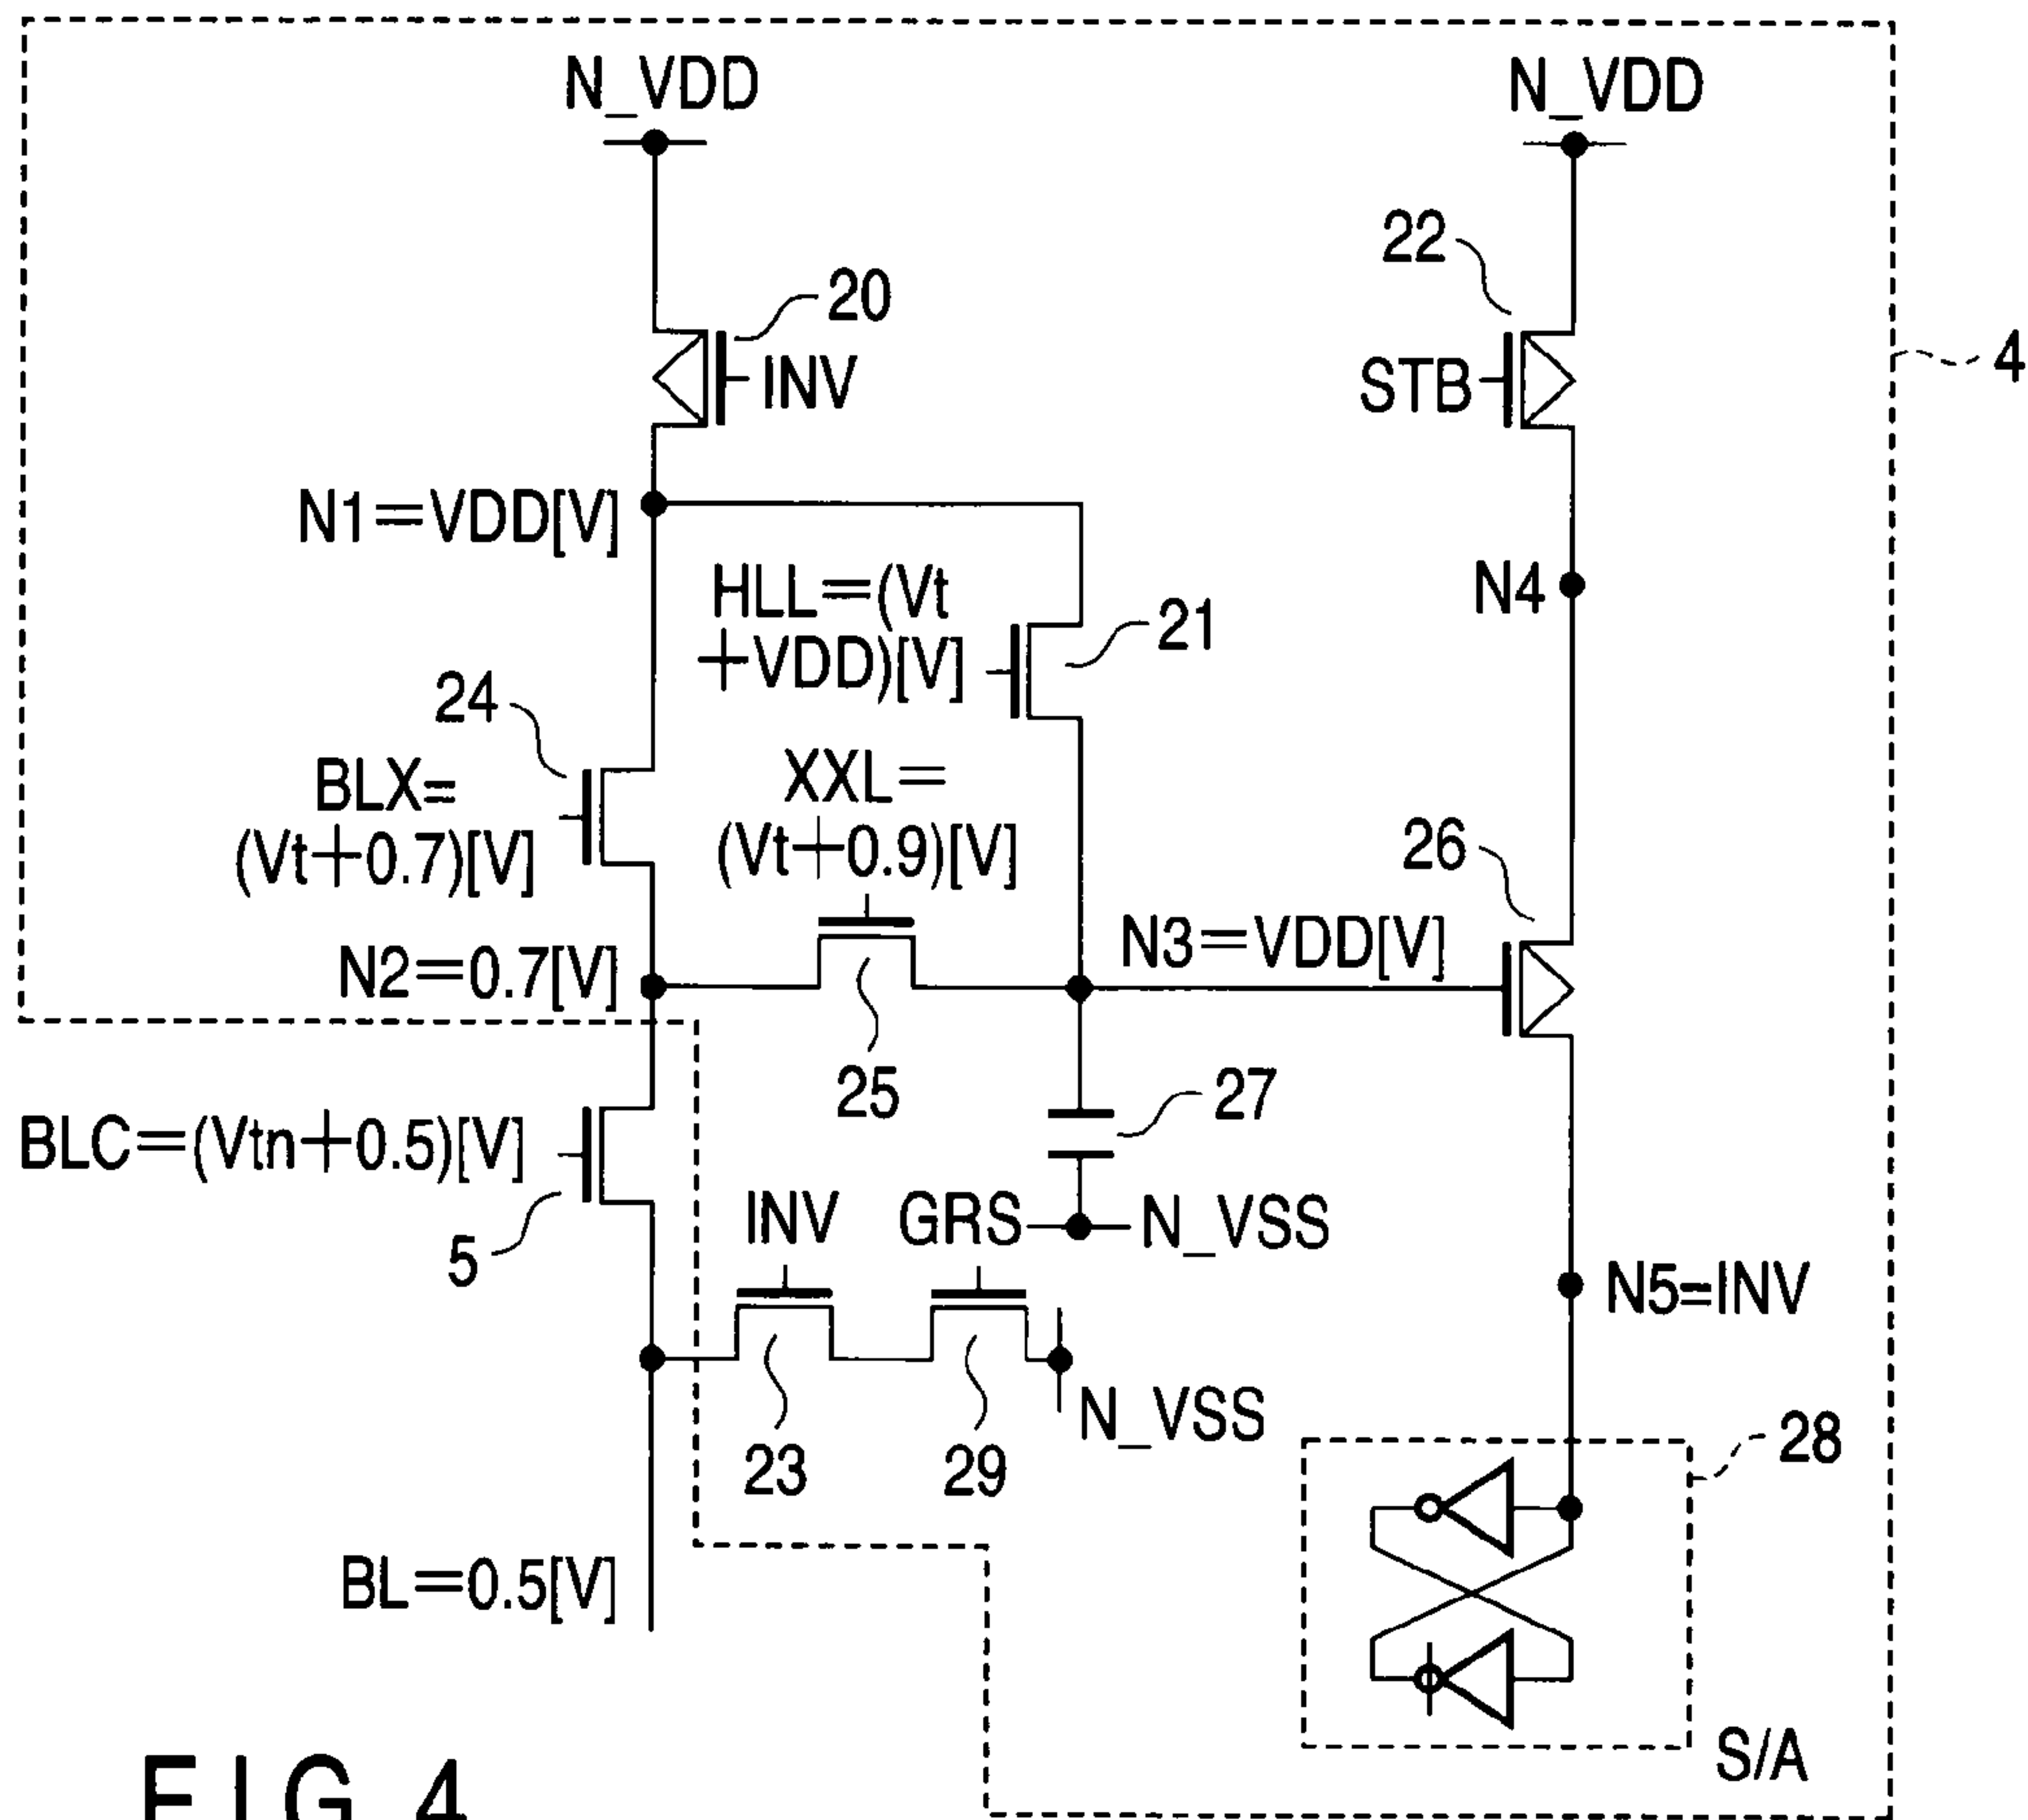 N_VDD
N_VDD
22
20
INV
STB
4
N1=VDD[V]
HLL=(Vt
+VDD)[V]
21
N4
24
BLX=
(Vt+0.7)[V]
XXL=
(Vt+0.9)[V]
26
N2=0.7[V]
N3=VDD[V]
25
27
BLC=(Vtn+0.5)[V]
5
INV
GRS
N_VSS
N5=INV
N_VSS
23
29
28
BL=0.5[V]
S/A
FIG. 4